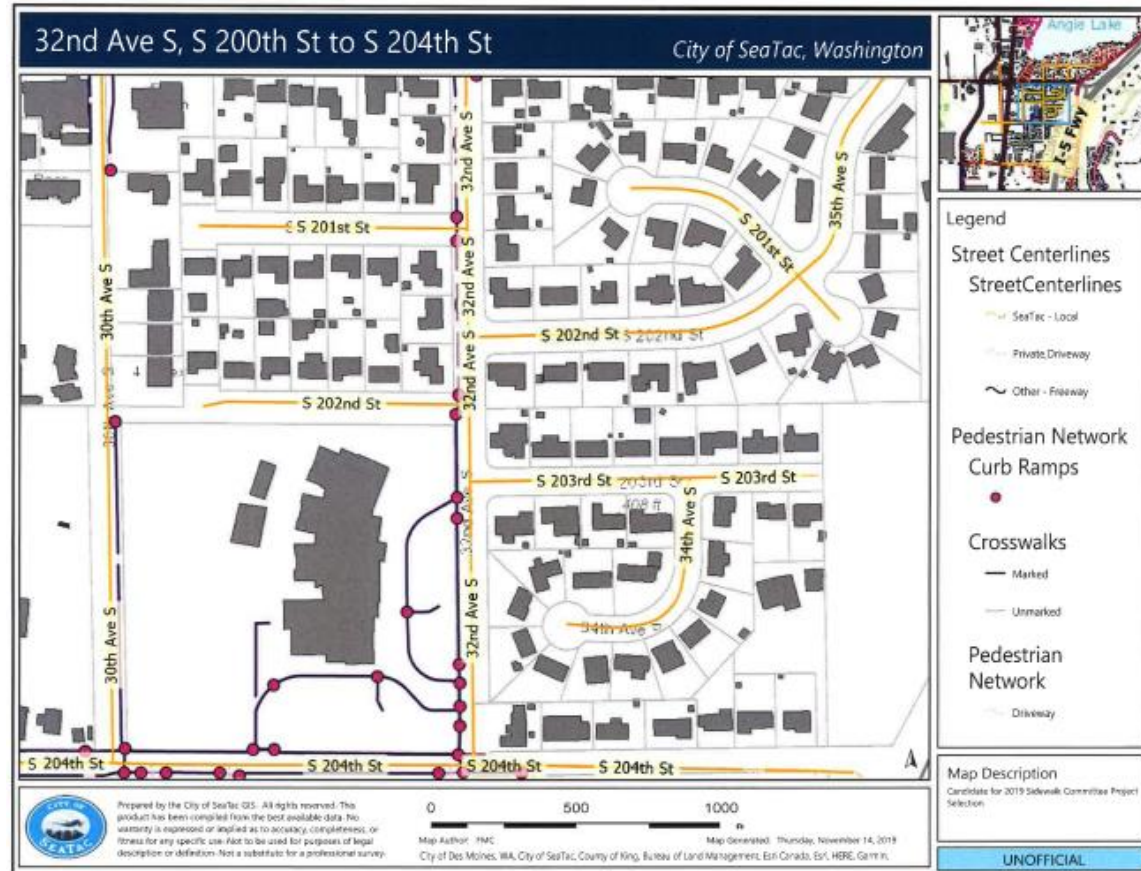 32nd Ave S, S 200th St to S 204th St
City of SeaTac, Washington
Angle Lake
I-5 Fwy
32nd Ave S
32nd Ave S
32nd Ave S
32nd Ave S
32nd Ave S
32nd Ave S
30th Ave S
30th Ave S
35th Ave S
S 201st St
S 201st St
S 202nd St
S 202nd St
S 202nd St
S 203rd St
S 203rd St
203rd St
408 ft
34th Ave S
34th Ave S
S 204th St
S 204th St
S 204th St
S 204th St
Legend
Street Centerlines
StreetCenterlines
SeaTac - Local
Private Driveway
Other - Freeway
Pedestrian Network
Curb Ramps
Crosswalks
Marked
Unmarked
Pedestrian
Network
Driveway
Map Description
Candidate for 2019 Sidewalk Committee Project
Selection
UNOFFICIAL
CITY OF
SEATAC
Prepared by the City of SeaTac GIS. All rights reserved. This
product has been compiled from the best available data. No
warranty is expressed or implied as to accuracy, completeness, or
fitness for any specific use. Not to be used for purposes of legal
description or definition. Not a substitute for a professional survey.
0 500 1000
ft
Map Author: YMC
Map Generated: Thursday, November 14, 2019
City of Des Moines, WA, City of SeaTac, County of King, Bureau of Land Management, Esri Canada, Esri, HERE, Garmin,